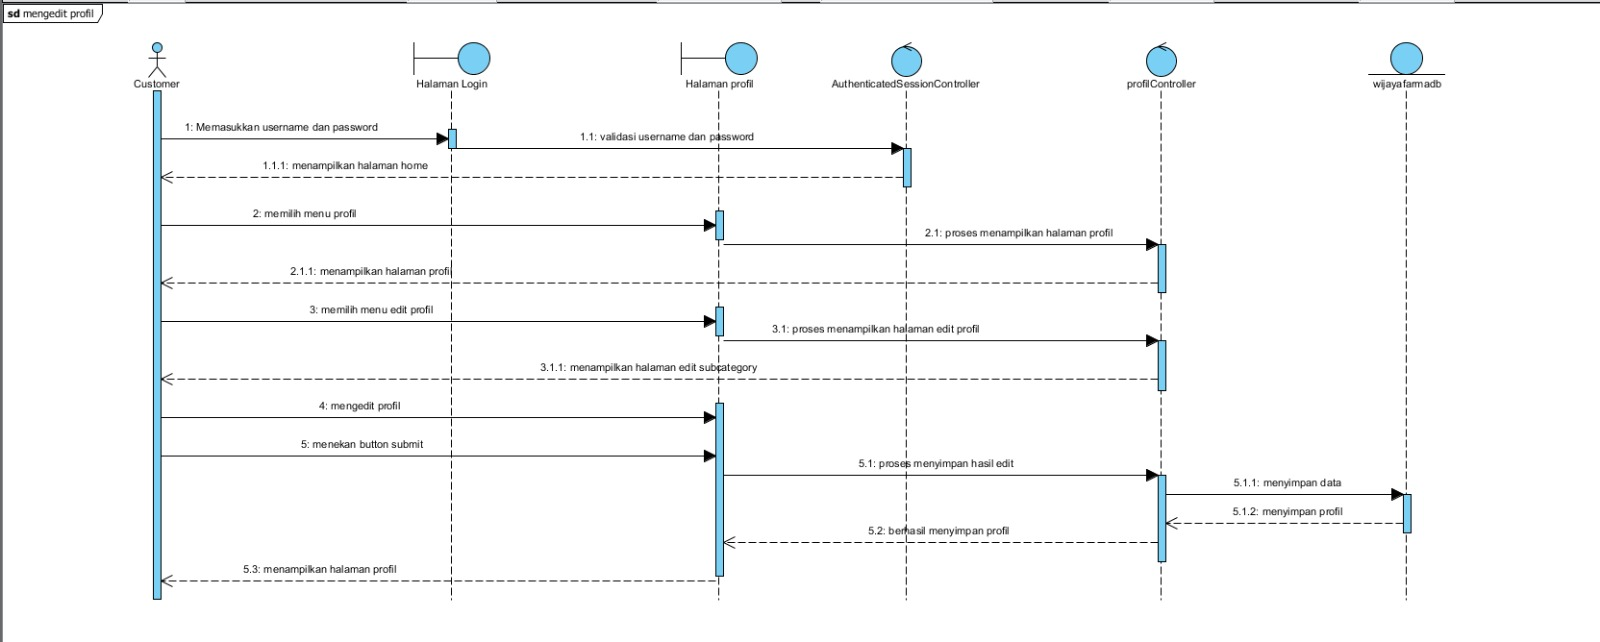 sd mengedit profil
Customer
Halaman Login
Halaman profil
AuthenticatedSessionController
profilController
wijayafarmadb
1: Memasukkan username dan password
1.1: validasi username dan password
1.1.1: menampilkan halaman home
2: memilih menu profil
2.1: proses menampilkan halaman profil
2.1.1: menampilkan halaman profil
3: memilih menu edit profil
3.1: proses menampilkan halaman edit profil
3.1.1: menampilkan halaman edit subcategory
4: mengedit profil
5: menekan button submit
5.1: proses menyimpan hasil edit
5.1.1: menyimpan data
5.1.2: menyimpan profil
5.2: berhasil menyimpan profil
5.3: menampilkan halaman profil